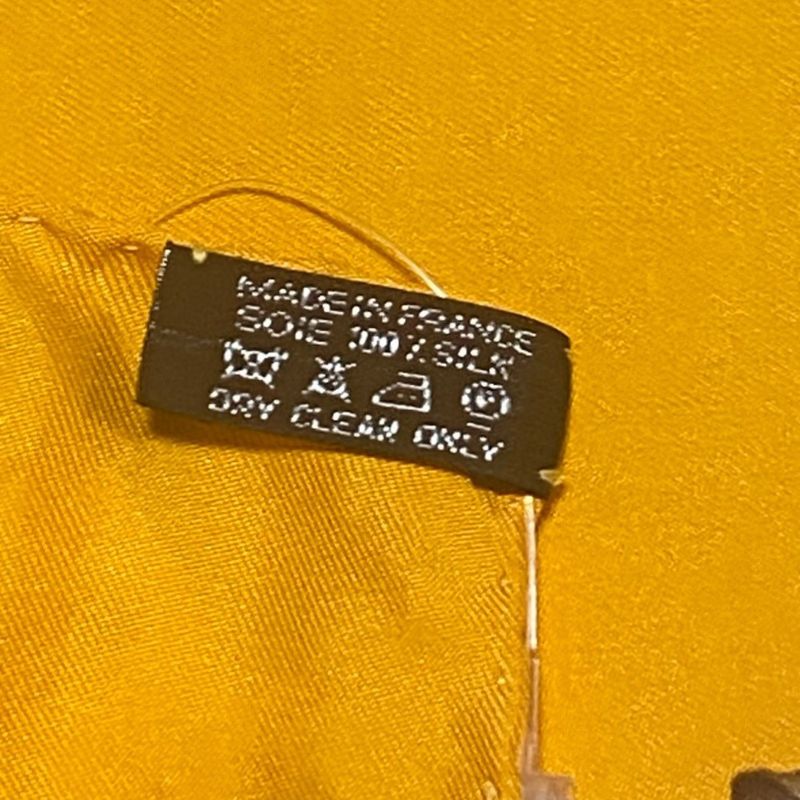 MADE IN FRANCE
SOIE 100% SILK
DRY CLEAN ONLY